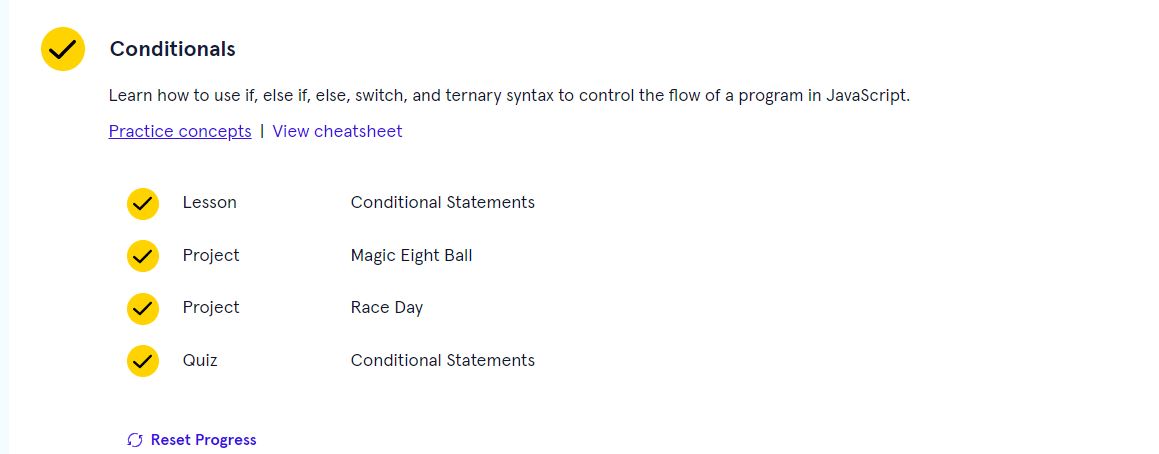 Conditionals
Learn how to use if, else if, else, switch, and ternary syntax to control the flow of a program in JavaScript.
Practice concepts | View cheatsheet
Lesson Conditional Statements
Project Magic Eight Ball
Project Race Day
Quiz Conditional Statements
Reset Progress